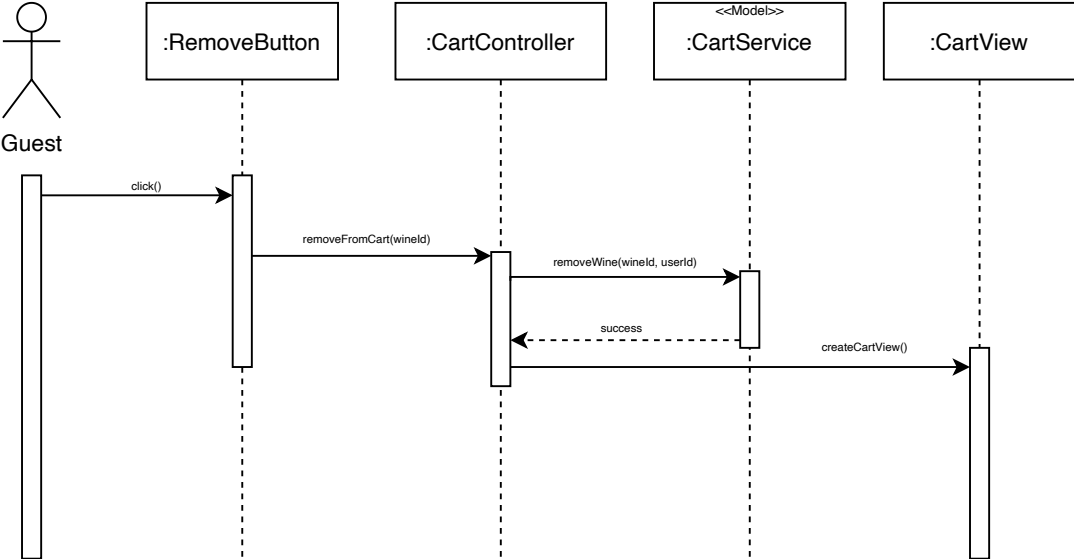 <<Model>>
:RemoveButton
:CartController
:CartService
:CartView
Guest
click()
removeFromCart(wineId)
removeWine(wineId, userId)
success
createCartView()